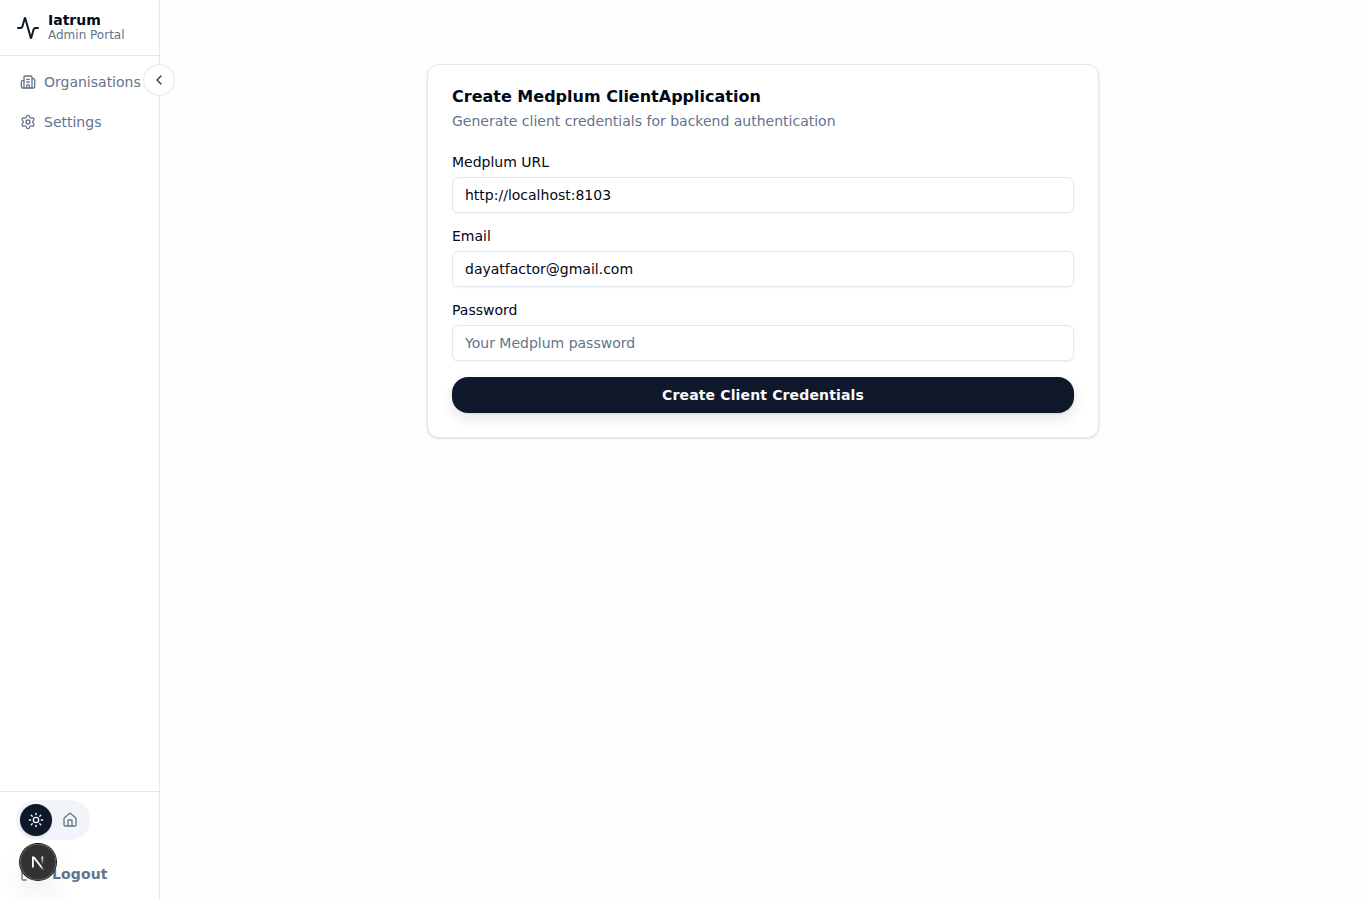 Iatrum
Admin Portal
Organisations
Settings
Create Medplum ClientApplication
Generate client credentials for backend authentication
Medplum URL
http://localhost:8103
Email
dayatfactor@gmail.com
Password
Your Medplum password
Create Client Credentials
N
Logout